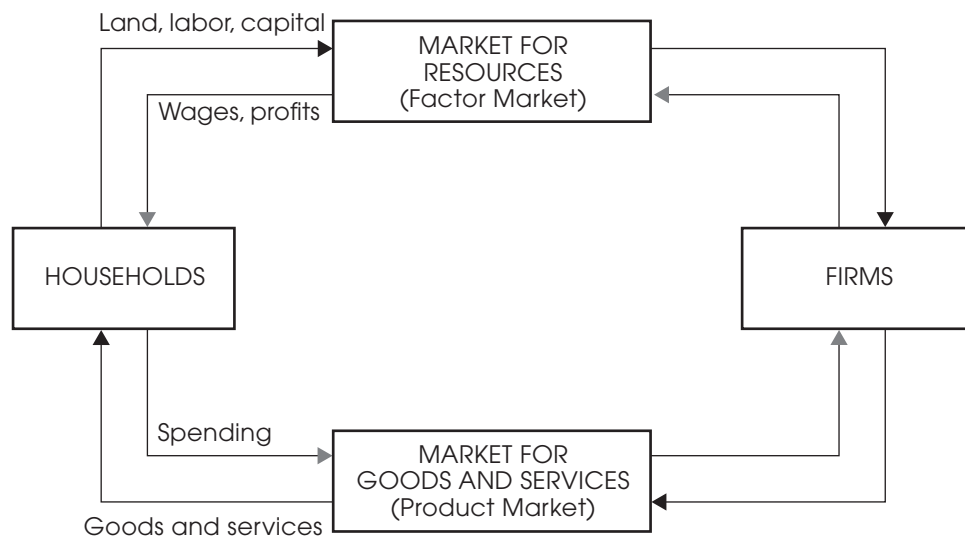 Land, labor, capital
MARKET FOR
RESOURCES
(Factor Market)
Wages, profits
HOUSEHOLDS
FIRMS
Spending
MARKET FOR
GOODS AND SERVICES
(Product Market)
Goods and services